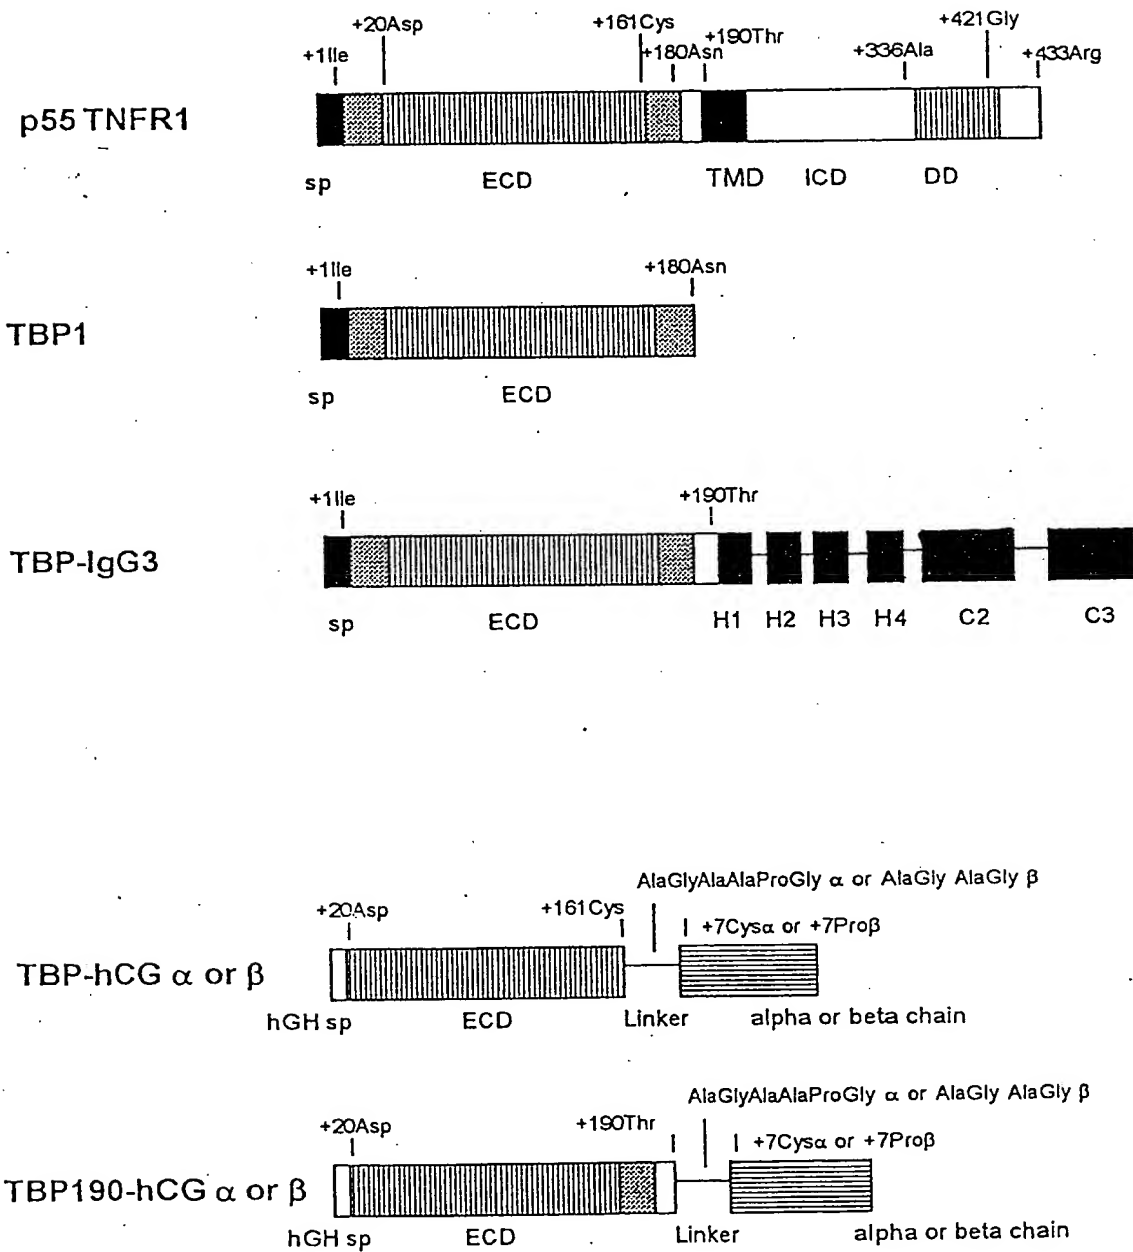 +20Asp +161Cys +421Gly
+1Ile +180Asn +190Thr +336Ala +433Arg
p55 TNFR1
sp ECD TMD ICD DD
+1Ile +180Asn
TBP1
sp ECD
+1Ile +190Thr
TBP-IgG3
sp ECD H1 H2 H3 H4 C2 C3
AlaGlyAlaAlaProGly α or AlaGly AlaGly β
+20Asp +161Cys +7Cysα or +7Proβ
TBP-hCG α or β
hGH sp ECD Linker alpha or beta chain
AlaGlyAlaAlaProGly α or AlaGly AlaGly β
+20Asp +190Thr +7Cysα or +7Proβ
TBP190-hCG α or β
hGH sp ECD Linker alpha or beta chain